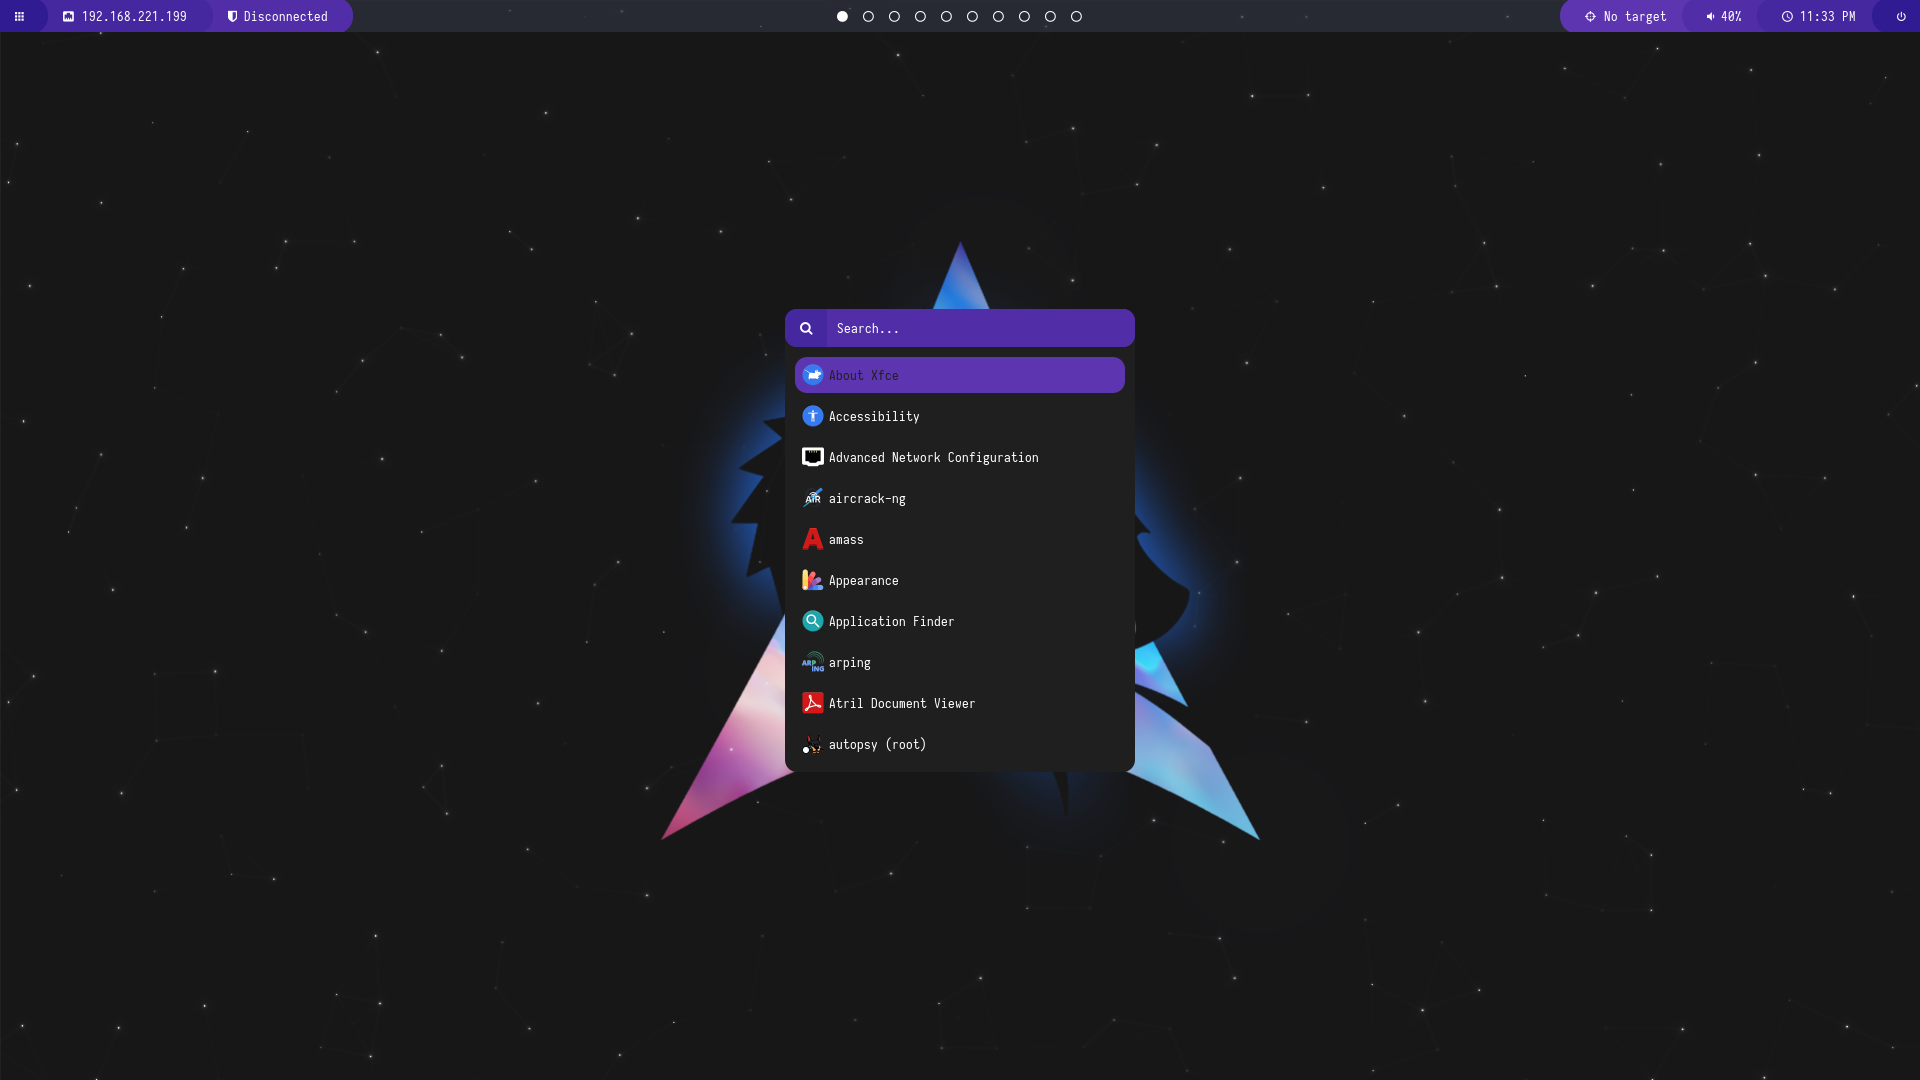 192.168.221.199 Disconnected No target 40% 11:33 PM
Search...
About Xfce
Accessibility
Advanced Network Configuration
aircrack-ng
amass
Appearance
Application Finder
arping
Atril Document Viewer
autopsy (root)